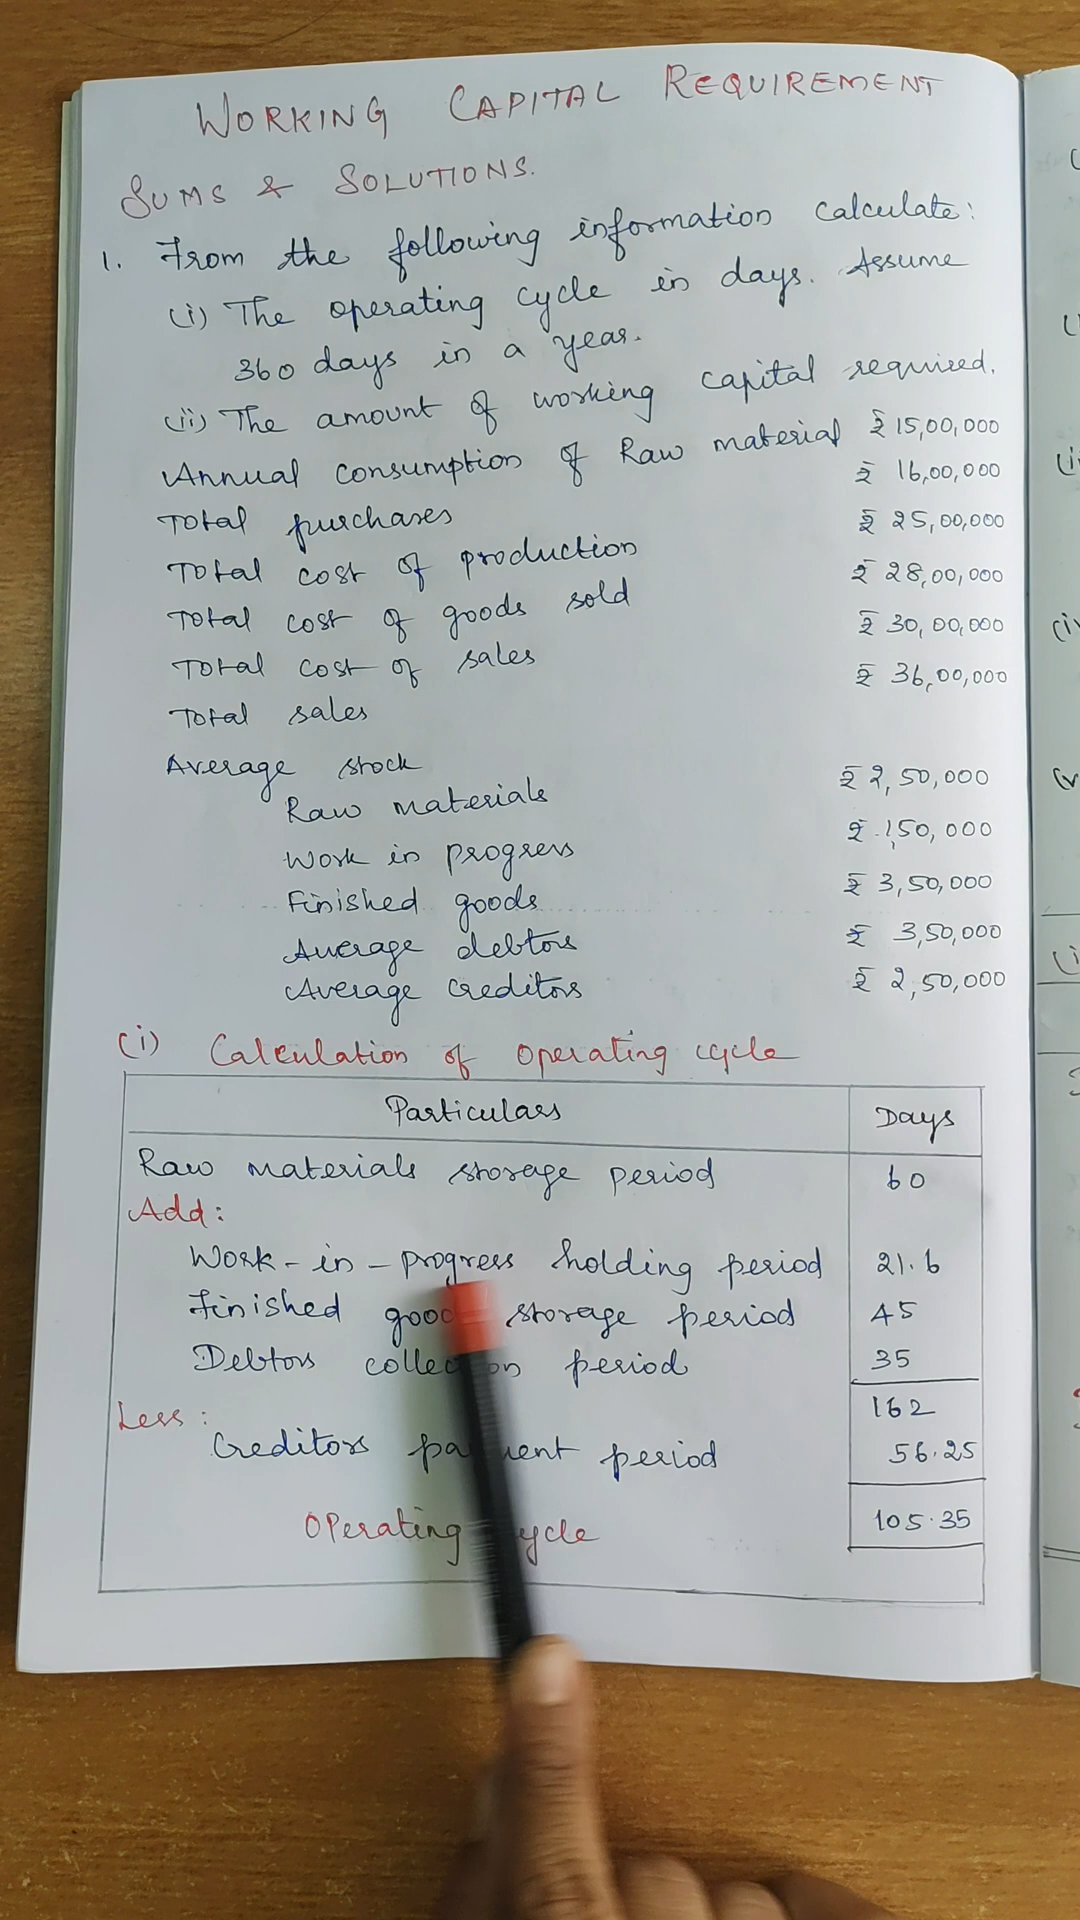 WORKING CAPITAL REQUIREMENT
SUMS & SOLUTIONS.
1. From the following information calculate:
(i) The operating cycle in days. Assume
360 days in a year.
(ii) The amount of working capital required.
Annual consumption of Raw material ₹ 15,00,000
Total purchases ₹ 16,00,000
Total cost of production ₹ 25,00,000
Total cost of goods sold ₹ 28,00,000
Total cost of sales ₹ 30,00,000
Total sales ₹ 36,00,000
Average stock
Raw materials ₹ 2,50,000
Work in progress ₹ 1,50,000
Finished goods ₹ 3,50,000
Average debtors ₹ 3,50,000
Average creditors ₹ 2,50,000
(i) Calculation of operating cycle
Particulars Days
Raw materials storage period 60
Add:
Work-in-progress holding period 21.6
Finished storage period 45
Debtors period 35
162
Less:
Creditors period 56.25
Operating 105.35